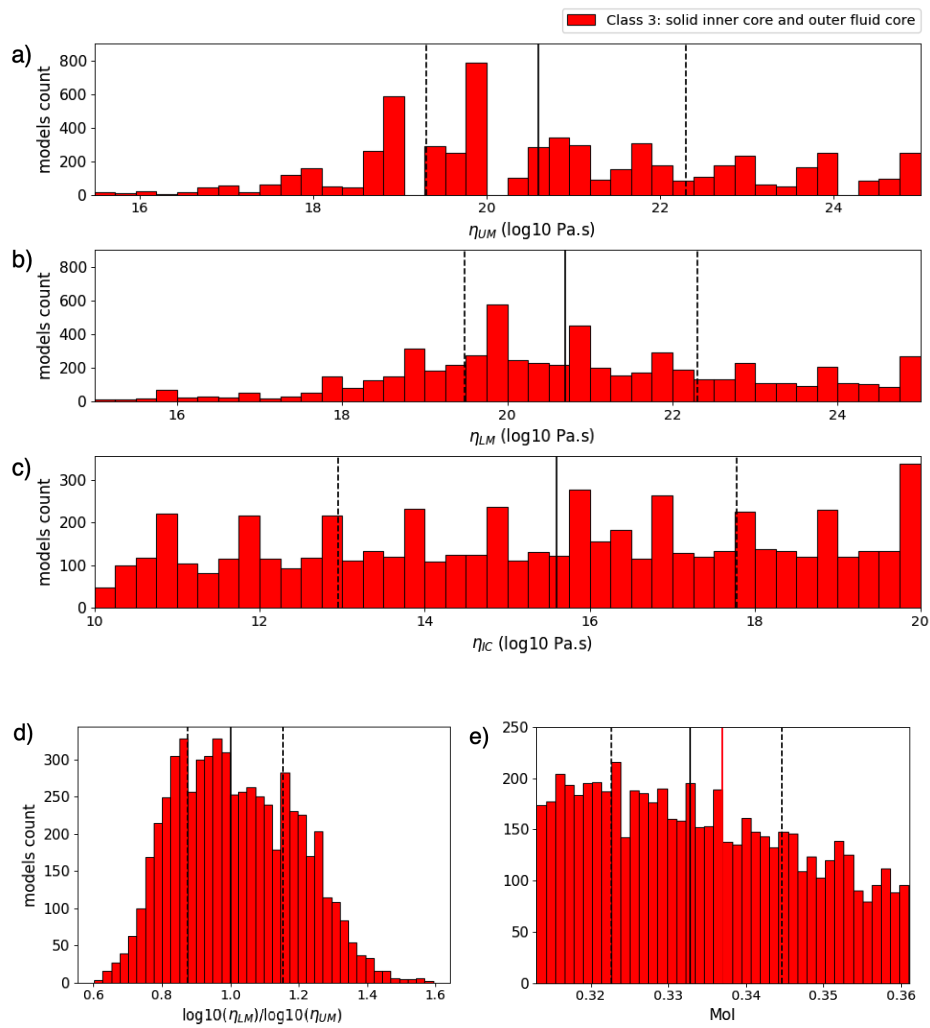 Class 3: solid inner core and outer fluid core
a)
models count
800
600
400
200
0
16 18 20 22 24
η_UM (log10 Pa.s)
b)
models count
800
600
400
200
0
16 18 20 22 24
η_LM (log10 Pa.s)
c)
models count
300
200
100
0
10 12 14 16 18 20
η_IC (log10 Pa.s)
d)
models count
300
250
200
150
100
50
0
0.6 0.8 1.0 1.2 1.4 1.6
log10(η_LM)/log10(η_UM)
e)
models count
250
200
150
100
50
0
0.32 0.33 0.34 0.35 0.36
MoI